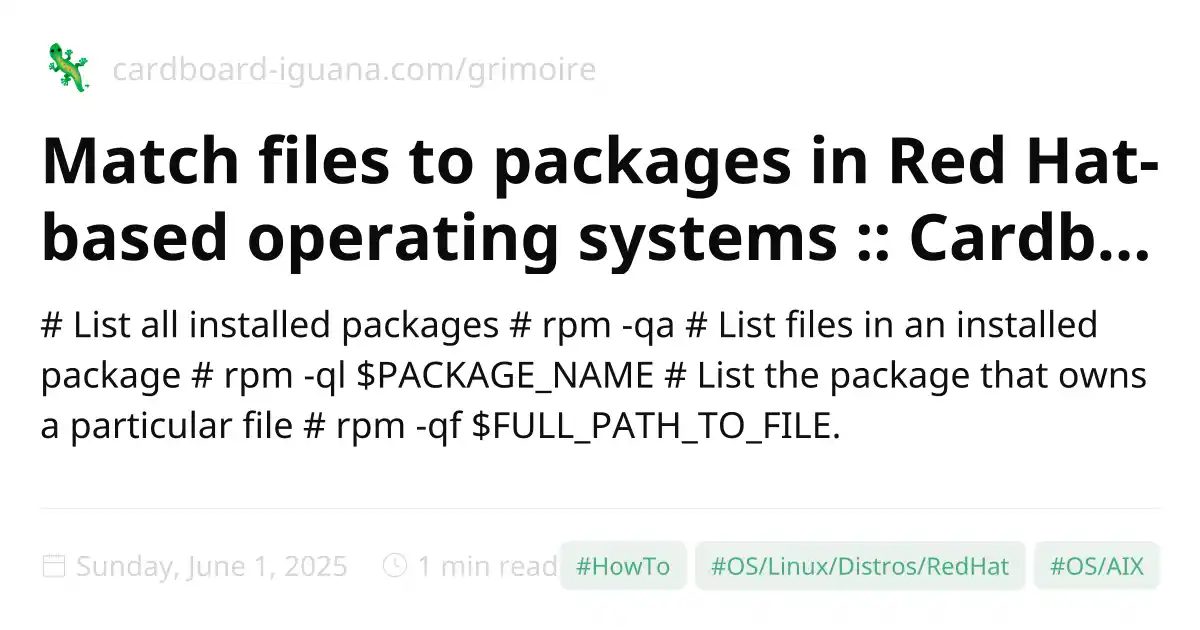 cardboard-iguana.com/grimoire
Match files to packages in Red Hat-
based operating systems :: Cardb...
# List all installed packages # rpm -qa # List files in an installed
package # rpm -ql $PACKAGE_NAME # List the package that owns
a particular file # rpm -qf $FULL_PATH_TO_FILE.
Sunday, June 1, 2025 1 min read #HowTo #OS/Linux/Distros/RedHat #OS/AIX